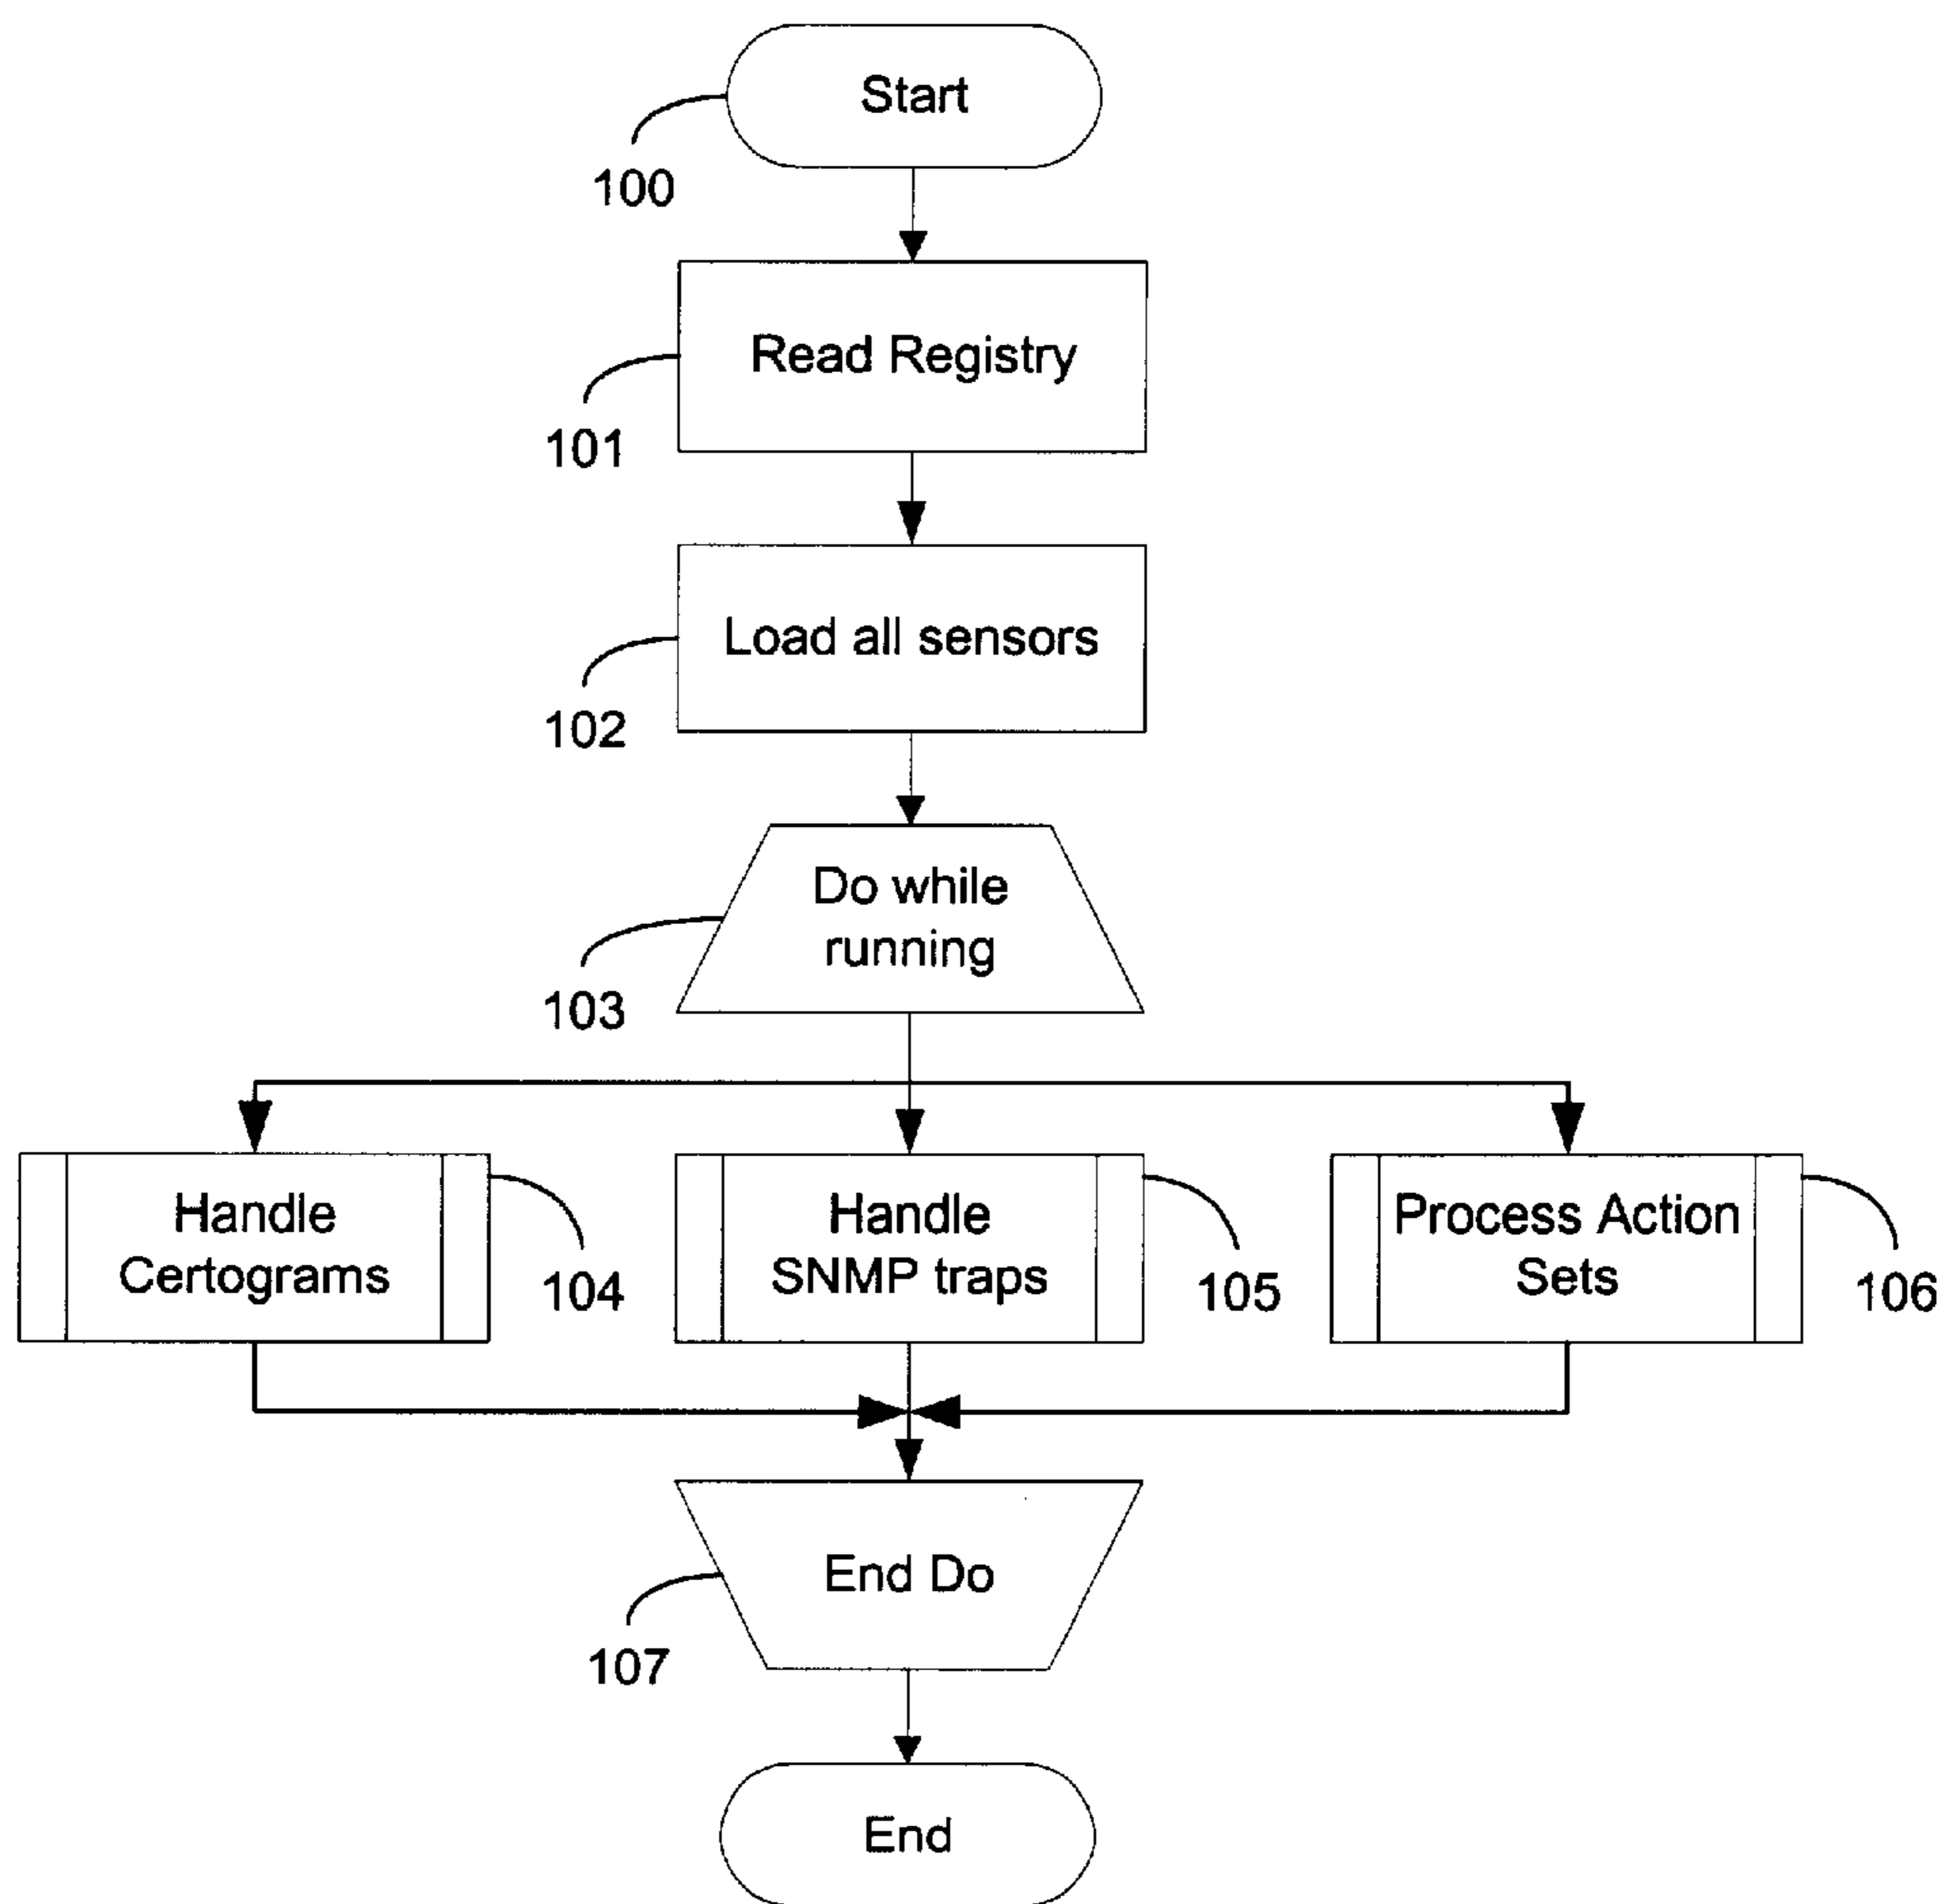 Start
100
Read Registry
101
Load all sensors
102
Do while
running
103
Handle
Certograms
104
Handle
SNMP traps
105
Process Action
Sets
106
End Do
107
End